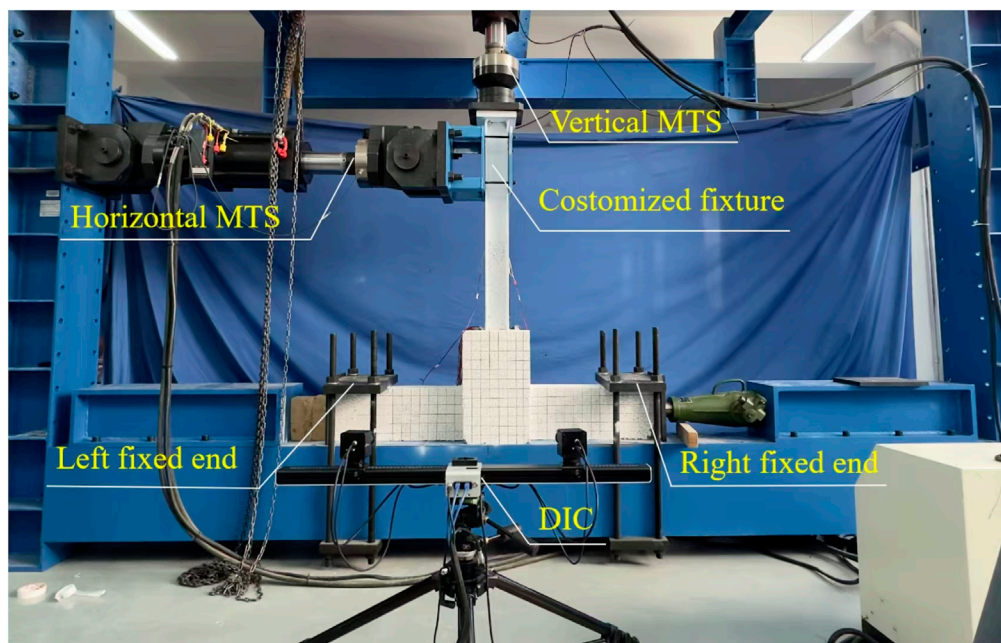 Vertical MTS
Costomized fixture
Horizontal MTS
Left fixed end
Right fixed end
DIC